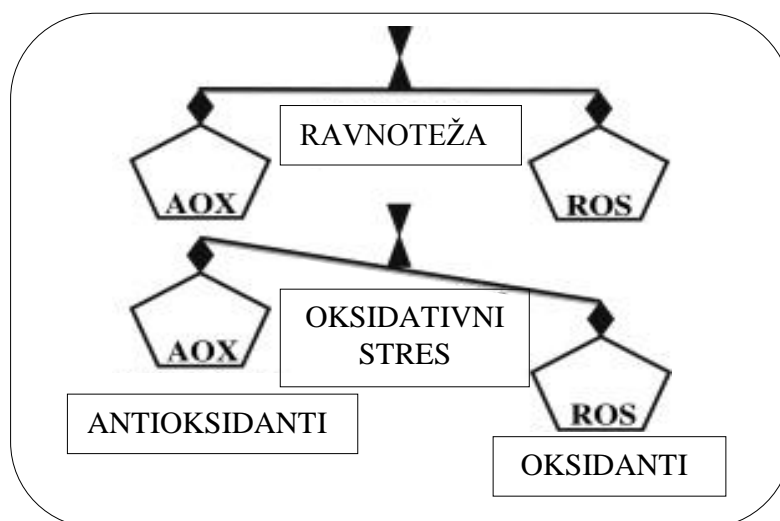 RAVNOTEŽA
AOX
ROS
OKSIDATIVNI
STRES
AOX
ROS
ANTIOKSIDANTI
OKSIDANTI